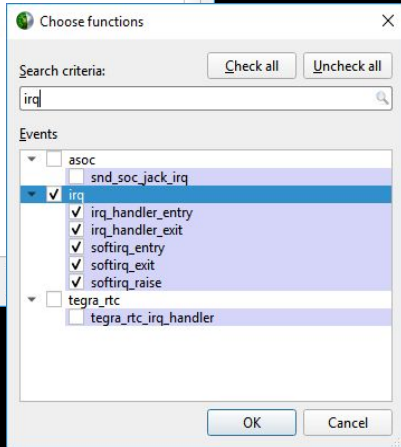 Choose functions
Search criteria:
Check all
Uncheck all
irq
Events
asoc
snd_soc_jack_irq
irq
irq_handler_entry
irq_handler_exit
softirq_entry
softirq_exit
softirq_raise
tegra_rtc
tegra_rtc_irq_handler
OK
Cancel